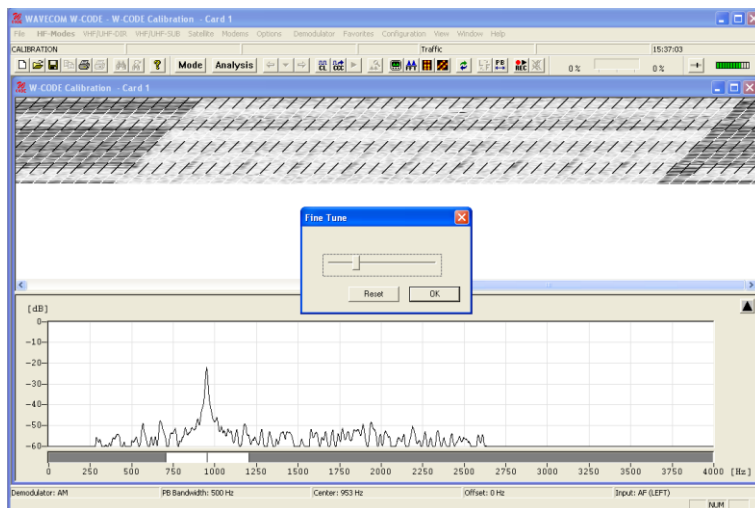 WAVECOM W-CODE - W-CODE Calibration - Card 1
File HF-Modes VHF/UHF-DIR VHF/UHF-SUB Satellite Modems Options Demodulator Favorites Configuration View Window Help
CALIBRATION Traffic 15:37:03
Mode Analysis 0 % 0 %
W-CODE Calibration - Card 1
Fine Tune
Reset OK
[dB]
0
-10
-20
-30
-40
-50
-60
0 250 500 750 1000 1250 1500 1750 2000 2250 2500 2750 3000 3250 3500 3750 4000 [Hz]
Demodulator: AM PB Bandwidth: 500 Hz Center: 953 Hz Offset: 0 Hz Input: AF (LEFT)
NUM